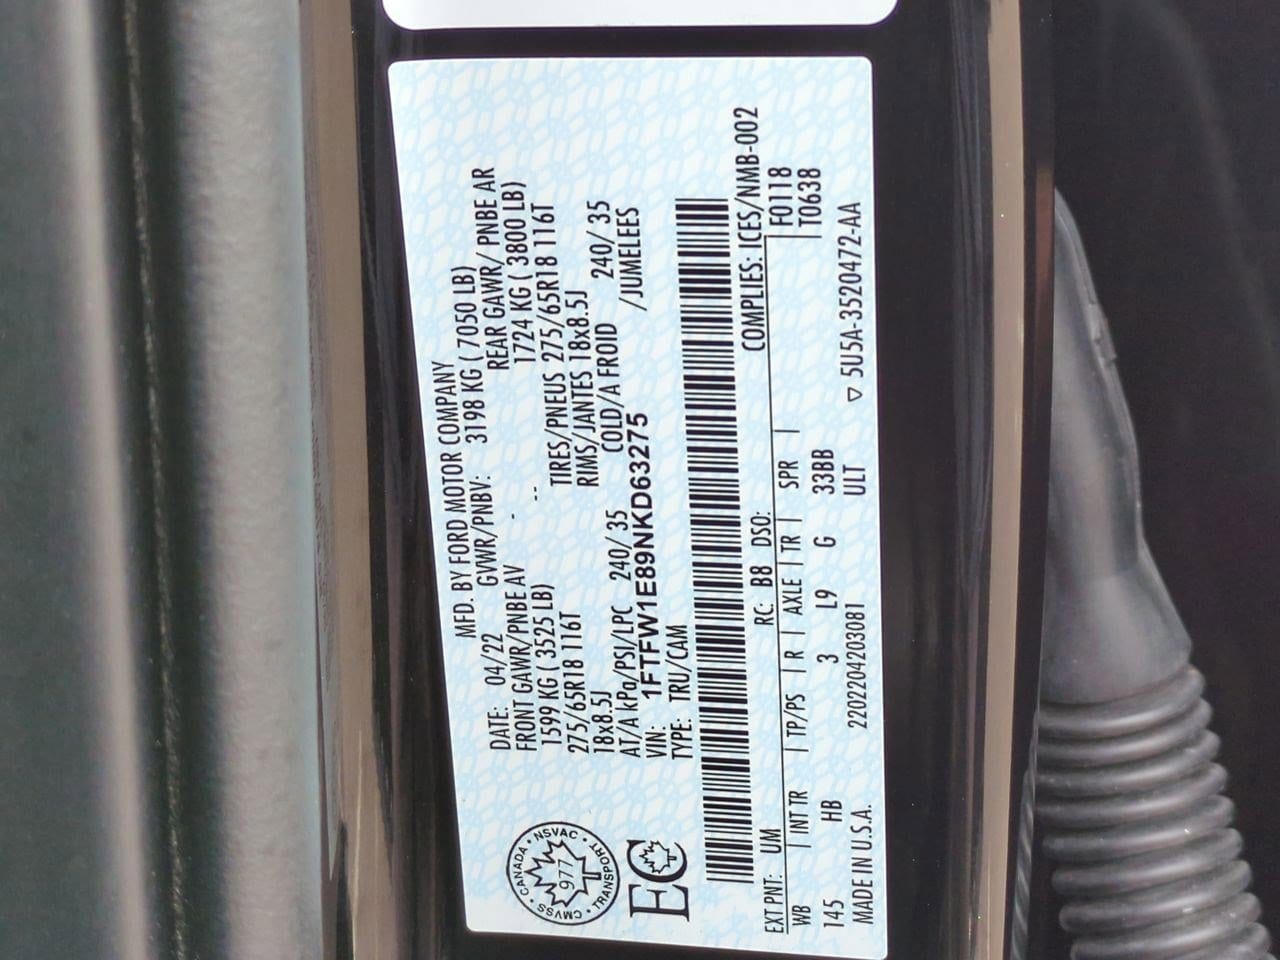 MFD. BY FORD MOTOR COMPANY
DATE: 04/22 GVWR/PNBV: 3198 KG ( 7050 LB)
FRONT GAWR/PNBE AV REAR GAWR/ PNBE AR
1599 KG ( 3525 LB) - 1724 KG ( 3800 LB)
275/65R18 116T -- TIRES/PNEUS 275/65R18 116T
18x8.5J RIMS/JANTES 18x8.5J
AT/A kPa/PSI/LPC 240/ 35 COLD/A FROID 240/ 35
VIN: 1FTFW1E89NKD63275 /JUMELEES
TYPE: TRU/CAM
CANADA • NSVAC • TRANSPORT • CMVSS •
977
EC
COMPLIES: ICES/NMB-002
EXT PNT: UM RC: B8 DSO: F0118
WB | INT TR | TP/PS | R | AXLE | TR | SPR | T0638
145 HB 3 L9 G 33BB
MADE IN U.S.A. 220220420308​1 ULT ▽ 5U5A-3520472-AA